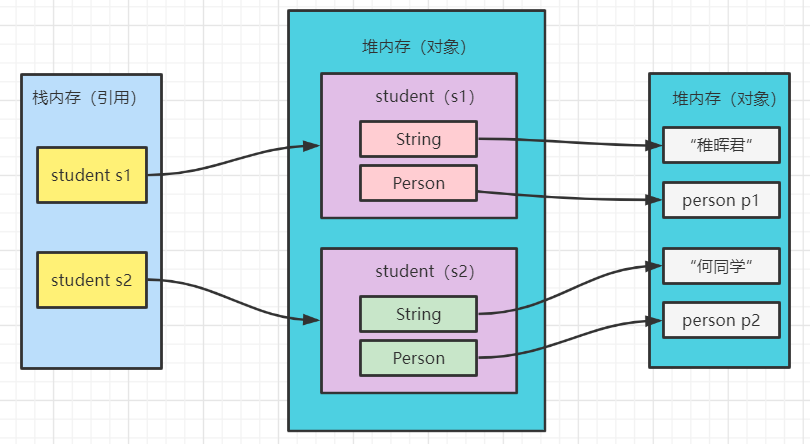 栈内存（引用）
student s1
student s2
堆内存（对象）
student（s1）
String
Person
student（s2）
String
Person
堆内存（对象）
“稚晖君”
person p1
“何同学”
person p2